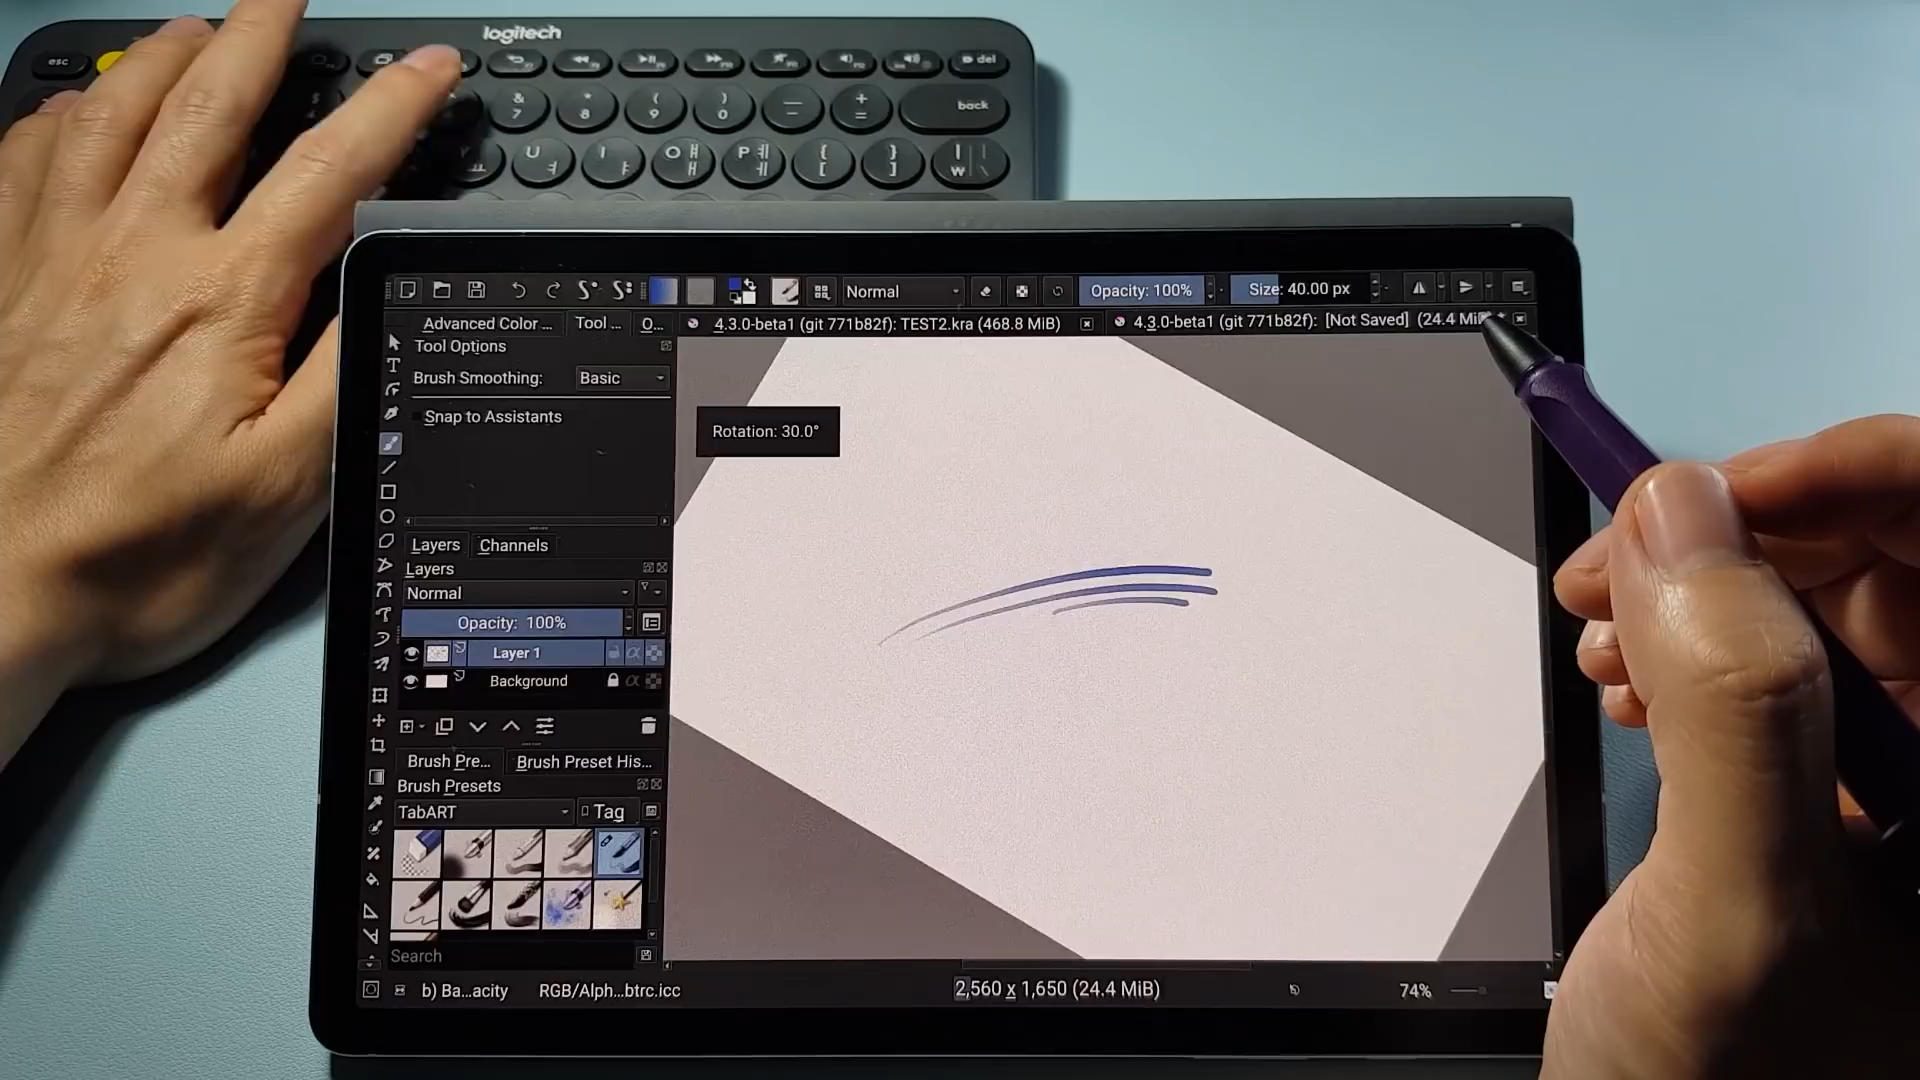 logitech
esc
del
& 7
* 8
( 9
) 0
— −
+ =
back
U ㅕ
I ㅑ
O ㅒ ㅐ
P ㅖ ㅔ
{ [
} ]
| ₩ \
Normal
Opacity: 100%
Size: 40.00 px
Advanced Color ...
Tool ...
O...
4.3.0-beta1 (git 771b82f): TEST2.kra (468.8 MiB)
4.3.0-beta1 (git 771b82f): [Not Saved] (24.4 Mi
Tool Options
Brush Smoothing:
Basic
Snap to Assistants
Rotation: 30.0°
Layers
Channels
Layers
Normal
Opacity: 100%
Layer 1
Background
Brush Pre...
Brush Preset His...
Brush Presets
TabART
Tag
Search
b) Ba...acity
RGB/Alph...btrc.icc
2,560 x 1,650 (24.4 MiB)
74%